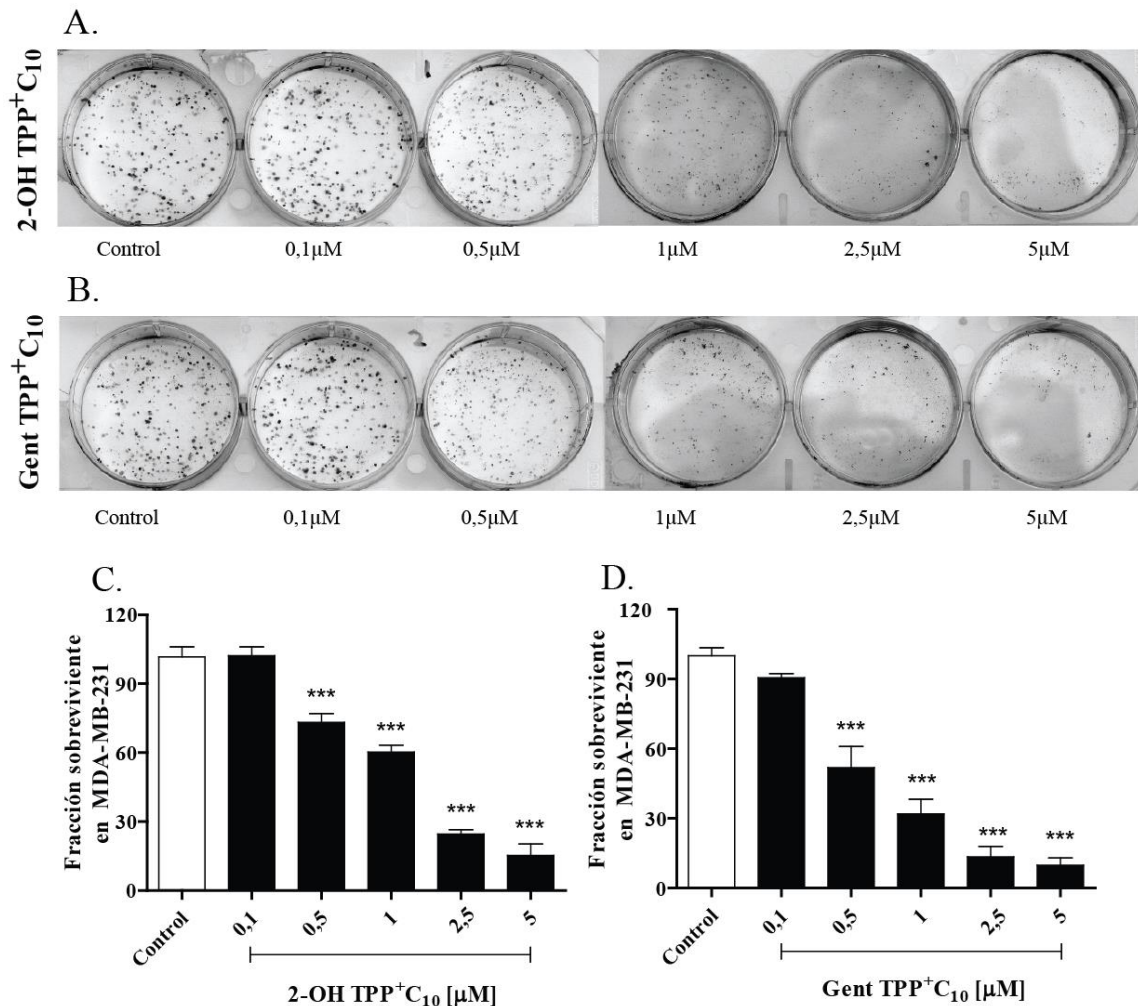 A.
2-OH TPP⁺C₁₀
Control 0,1μM 0,5μM 1μM 2,5μM 5μM
B.
Gent TPP⁺C₁₀
Control 0,1μM 0,5μM 1μM 2,5μM 5μM
C.
Fracción sobreviviente
en MDA-MB-231
120
90
60
30
0
*** *** *** ***
Control 0,1 0,5 1 2,5 5
2-OH TPP⁺C₁₀ [μM]
D.
Fracción sobreviviente
en MDA-MB-231
120
90
60
30
0
*** *** *** ***
Control 0,1 0,5 1 2,5 5
Gent TPP⁺C₁₀ [μM]